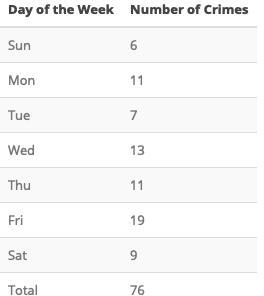 Day of the Week Number of Crimes
Sun 6
Mon 11
Tue 7
Wed 13
Thu 11
Fri 19
Sat 9
Total 76